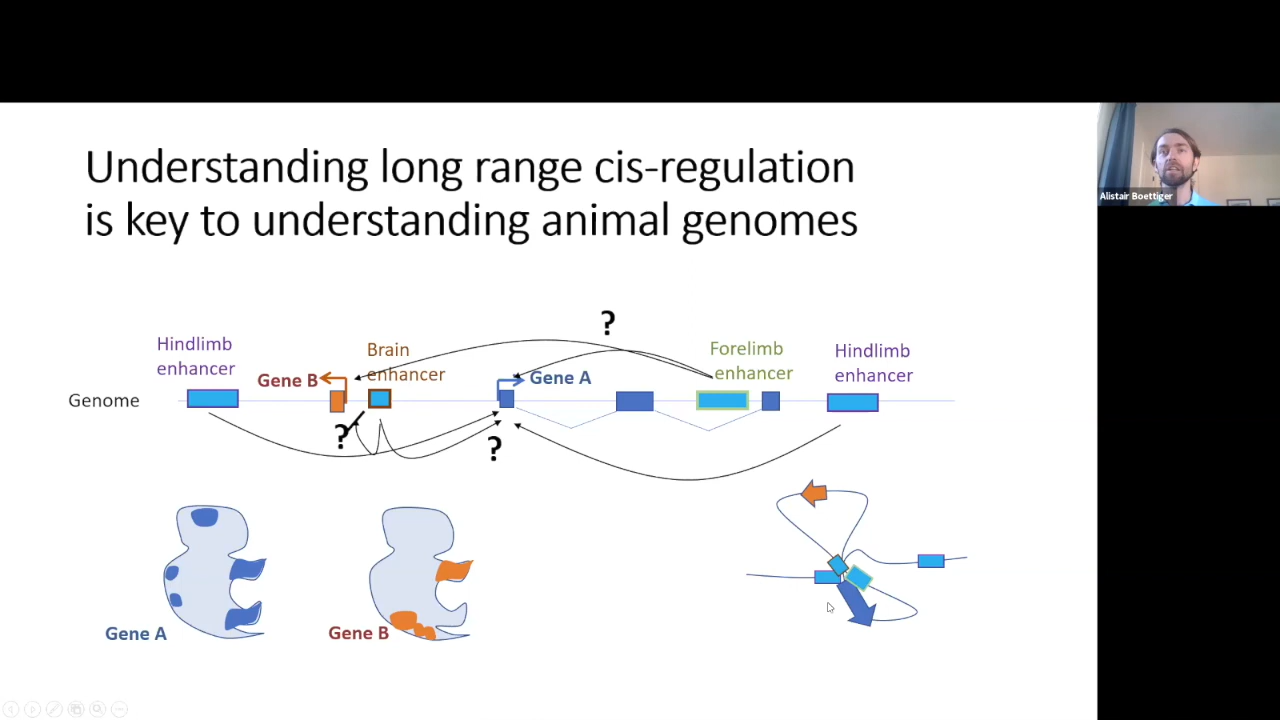 Understanding long range cis-regulation
is key to understanding animal genomes
Alistair Boettiger
?
Hindlimb
enhancer
Gene B
Brain
enhancer
Gene A
Forelimb
enhancer
Hindlimb
enhancer
Genome
?
?
Gene A
Gene B